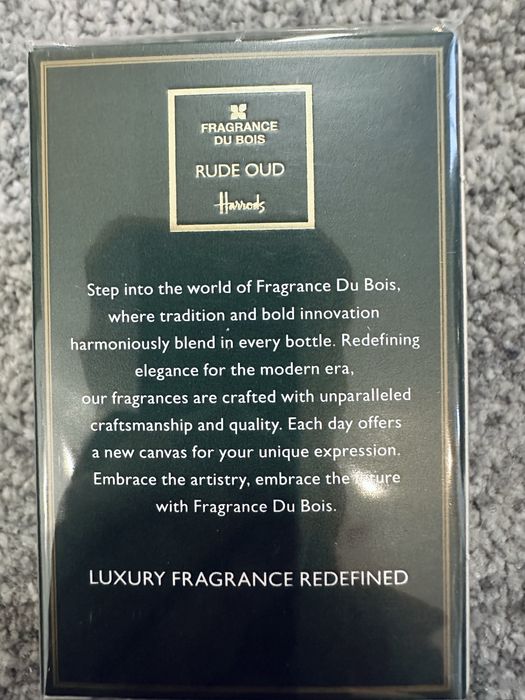 FRAGRANCE
DU BOIS
RUDE OUD
Harrods
Step into the world of Fragrance Du Bois,
where tradition and bold innovation
harmoniously blend in every bottle. Redefining
elegance for the modern era,
our fragrances are crafted with unparalleled
craftsmanship and quality. Each day offers
a new canvas for your unique expression.
Embrace the artistry, embrace the future
with Fragrance Du Bois.
LUXURY FRAGRANCE REDEFINED